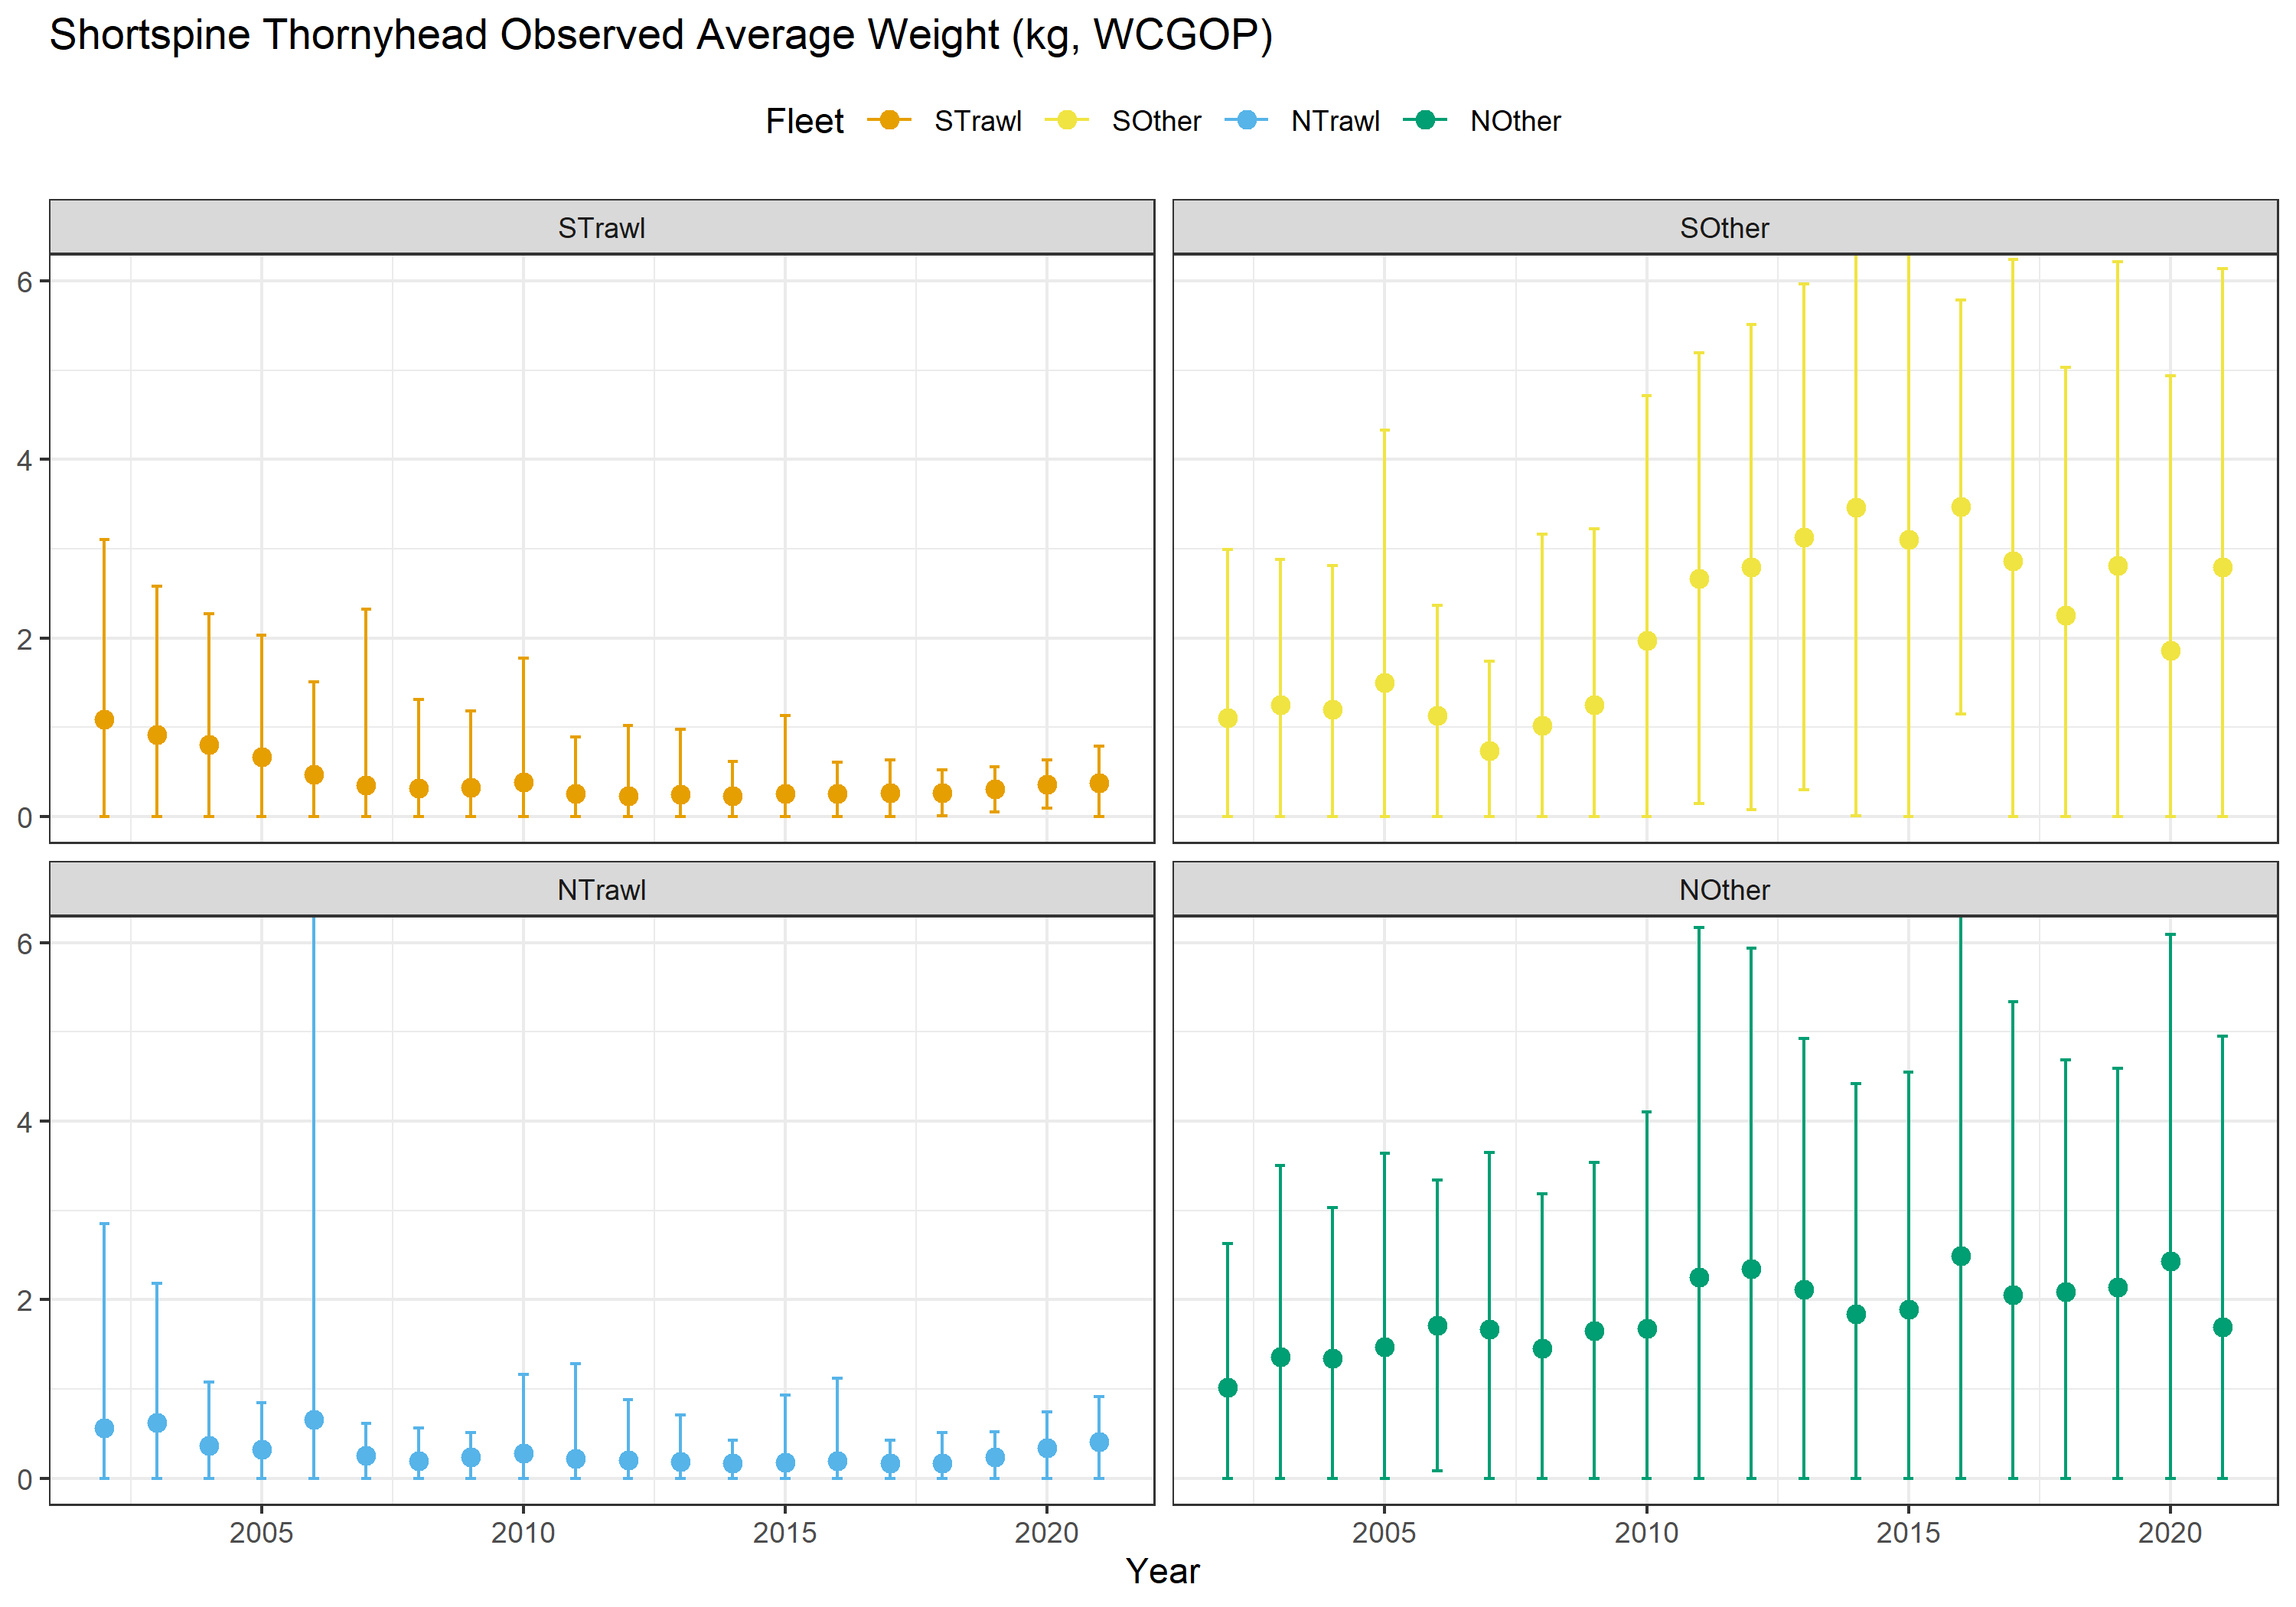 Shortspine Thornyhead Observed Average Weight (kg, WCGOP)
Fleet STrawl SOther NTrawl NOther
STrawl SOther
6
4
2
0
NTrawl NOther
6
4
2
0
2005 2010 2015 2020 2005 2010 2015 2020
Year